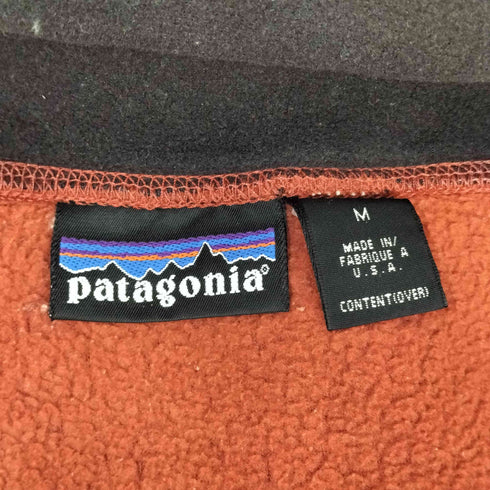 patagonia®
M
MADE IN/
FABRIQUE A
U.S.A.
CONTENT(OVER)